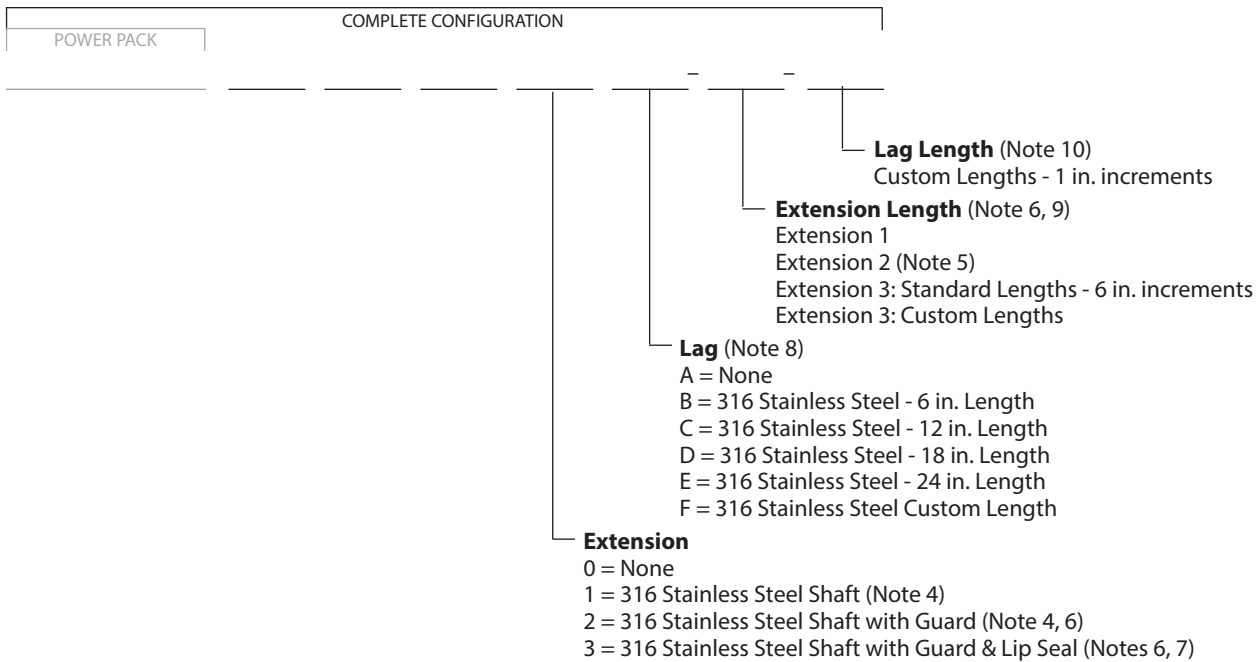 COMPLETE CONFIGURATION
POWER PACK
– –
Lag Length (Note 10)
Custom Lengths - 1 in. increments
Extension Length (Note 6, 9)
Extension 1
Extension 2 (Note 5)
Extension 3: Standard Lengths - 6 in. increments
Extension 3: Custom Lengths
Lag (Note 8)
A = None
B = 316 Stainless Steel - 6 in. Length
C = 316 Stainless Steel - 12 in. Length
D = 316 Stainless Steel - 18 in. Length
E = 316 Stainless Steel - 24 in. Length
F = 316 Stainless Steel Custom Length
Extension
0 = None
1 = 316 Stainless Steel Shaft (Note 4)
2 = 316 Stainless Steel Shaft with Guard (Note 4, 6)
3 = 316 Stainless Steel Shaft with Guard & Lip Seal (Notes 6, 7)